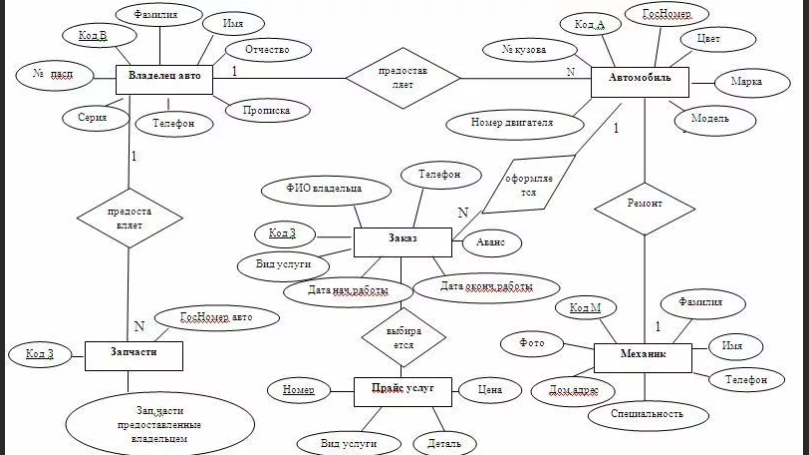 Фамилия
Имя
Код В
Отчество
№ пасп
Владелец авто
Серия
Телефон
Прописка
1
предостав
ляет
N
Код А
ГосНомер
№ кузова
Цвет
Автомобиль
Марка
Номер двигателя
Модель
1
1
предоста
вляет
ФИО владельца
Телефон
оформляе
тся
Ремонт
N
Код З
Заказ
Аванс
Вид услуги
Дата нач.работы
Дата оконч.работы
N
ГосНомер авто
Код З
Запчасти
Зап.части
предоставленные
владельцем
выбира
ется
Номер
Прайс услуг
Цена
Вид услуги
Деталь
Код М
Фамилия
1
Фото
Механик
Имя
Дом.адрес
Телефон
Специальность